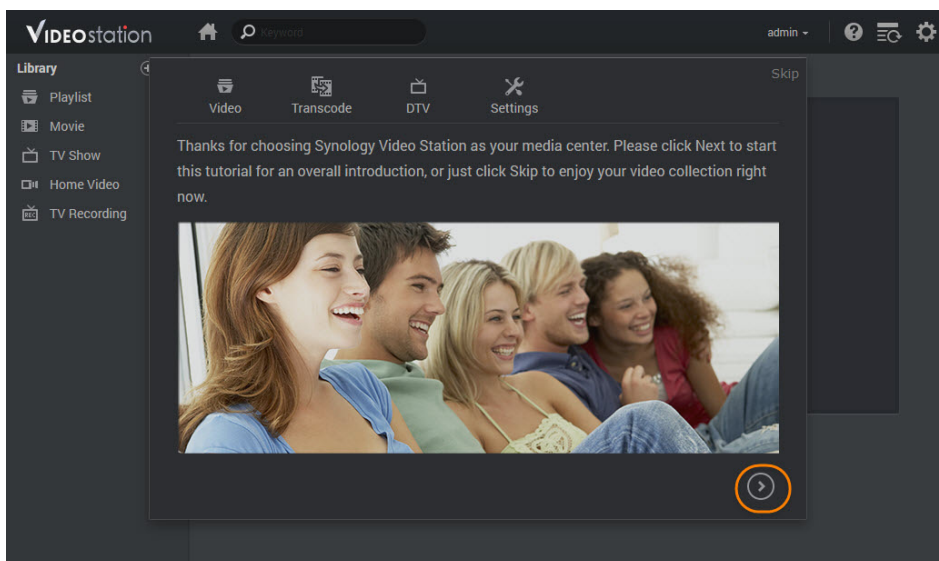 VIDEOstation
Keyword
admin
Library
Playlist
Movie
TV Show
Home Video
REC
TV Recording
Skip
Video
Transcode
DTV
Settings
Thanks for choosing Synology Video Station as your media center. Please click Next to start
this tutorial for an overall introduction, or just click Skip to enjoy your video collection right
now.